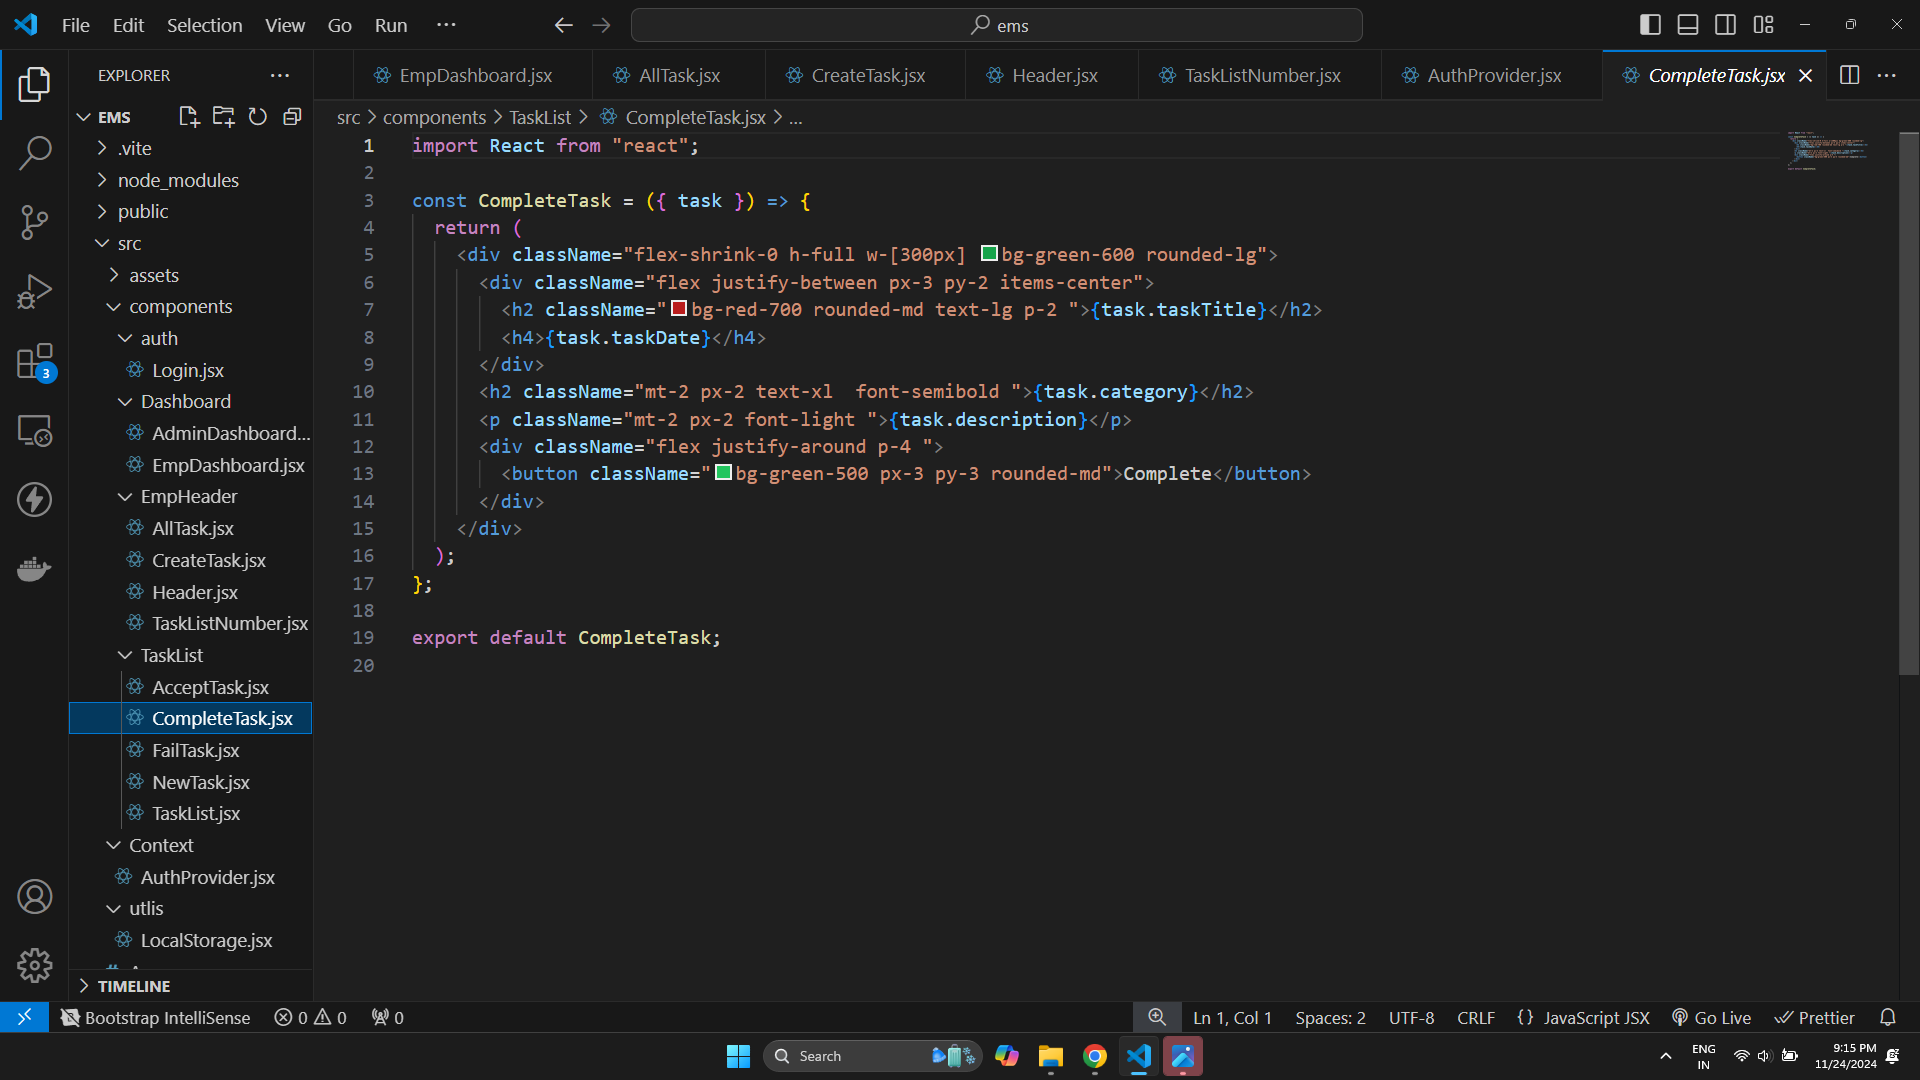 File Edit Selection View Go Run ···
ems
EXPLORER ···
EmpDashboard.jsx AllTask.jsx CreateTask.jsx Header.jsx TaskListNumber.jsx AuthProvider.jsx CompleteTask.jsx ···
EMS
.vite
node_modules
public
src
assets
components
auth
Login.jsx
Dashboard
AdminDashboard...
EmpDashboard.jsx
EmpHeader
AllTask.jsx
CreateTask.jsx
Header.jsx
TaskListNumber.jsx
TaskList
AcceptTask.jsx
CompleteTask.jsx
FailTask.jsx
NewTask.jsx
TaskList.jsx
Context
AuthProvider.jsx
utlis
LocalStorage.jsx
TIMELINE
3
src > components > TaskList > CompleteTask.jsx > ...
1 import React from "react";
2
3 const CompleteTask = ({ task }) => {
4 return (
5 <div className="flex-shrink-0 h-full w-[300px] bg-green-600 rounded-lg">
6 <div className="flex justify-between px-3 py-2 items-center">
7 <h2 className="bg-red-700 rounded-md text-lg p-2 ">{task.taskTitle}</h2>
8 <h4>{task.taskDate}</h4>
9 </div>
10 <h2 className="mt-2 px-2 text-xl  font-semibold ">{task.category}</h2>
11 <p className="mt-2 px-2 font-light ">{task.description}</p>
12 <div className="flex justify-around p-4 ">
13 <button className="bg-green-500 px-3 py-3 rounded-md">Complete</button>
14 </div>
15 </div>
16 );
17 };
18
19 export default CompleteTask;
20
Bootstrap IntelliSense 0 0 0 Ln 1, Col 1 Spaces: 2 UTF-8 CRLF {} JavaScript JSX Go Live Prettier
Search
ENG
IN
9:15 PM
11/24/2024